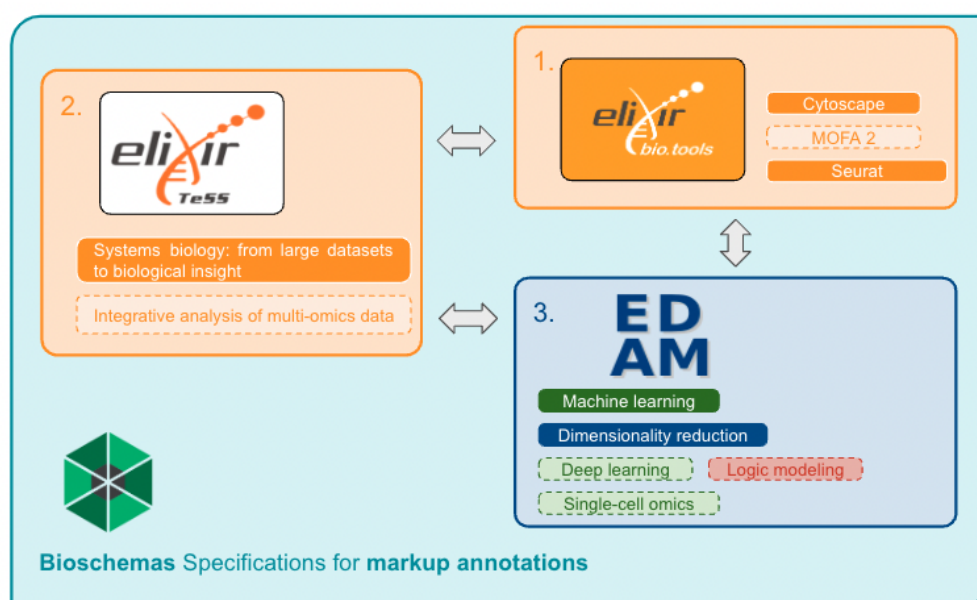 1.
elixir
bio.tools
Cytoscape
MOFA 2
Seurat
2.
elixir
TeSS
Systems biology: from large datasets
to biological insight
Integrative analysis of multi-omics data
3.
ED
AM
Machine learning
Dimensionality reduction
Deep learning
Logic modeling
Single-cell omics
Bioschemas Specifications for markup annotations